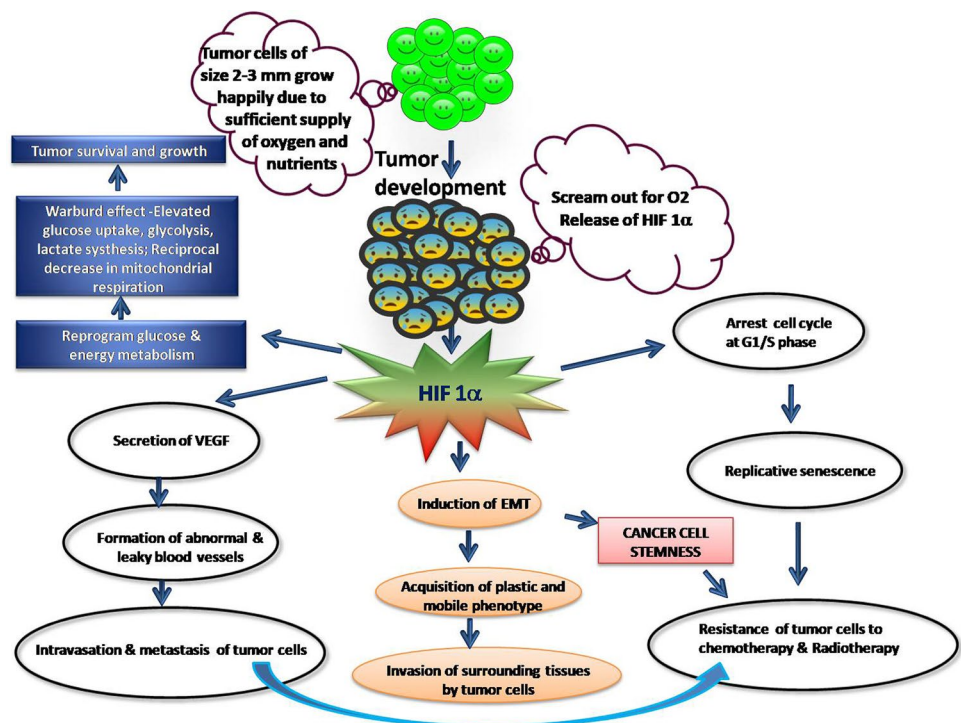 Tumor cells of
size 2-3 mm grow
happily due to
sufficient supply
of oxygen and
nutrients
Tumor
development
Scream out for O2
Release of HIF 1α
Tumor survival and growth
Warburd effect -Elevated
glucose uptake, glycolysis,
lactate systhesis; Reciprocal
decrease in mitochondrial
respiration
Reprogram glucose &
energy metabolism
HIF 1α
Arrest cell cycle
at G1/S phase
Secretion of VEGF
Replicative senescence
Induction of EMT
Formation of abnormal &
leaky blood vessels
CANCER CELL
STEMNESS
Acquisition of plastic and
mobile phenotype
Intravasation & metastasis of tumor cells
Resistance of tumor cells to
chemotherapy & Radiotherapy
Invasion of surrounding tissues
by tumor cells